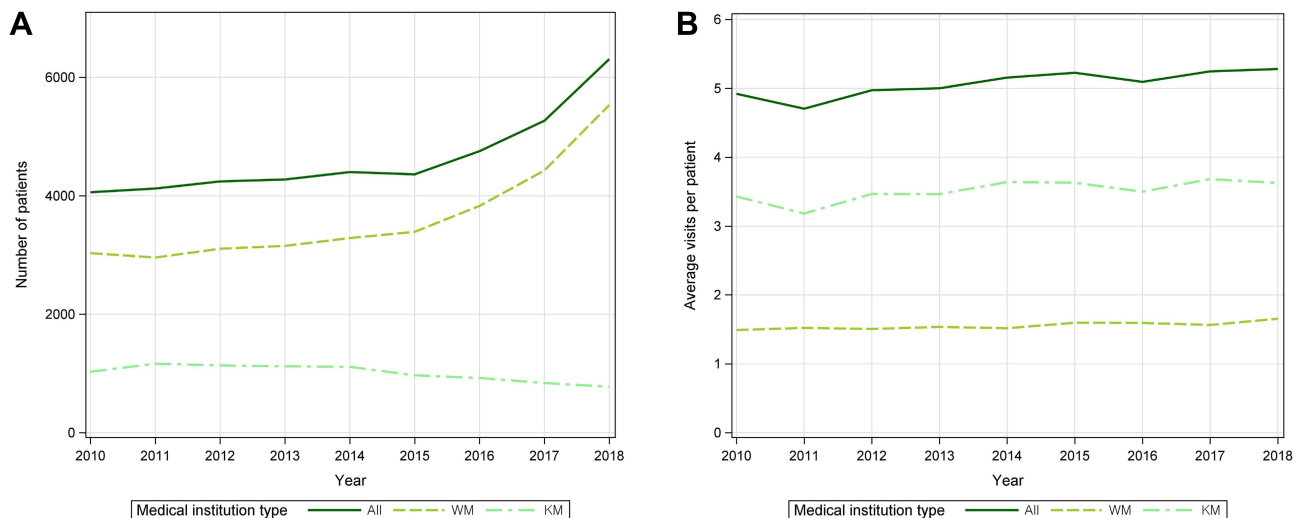 A
Number of patients
6000
4000
2000
0
2010 2011 2012 2013 2014 2015 2016 2017 2018
Year
Medical institution type All WM KM
B
Average visits per patient
6
5
4
3
2
1
0
2010 2011 2012 2013 2014 2015 2016 2017 2018
Year
Medical institution type All WM KM